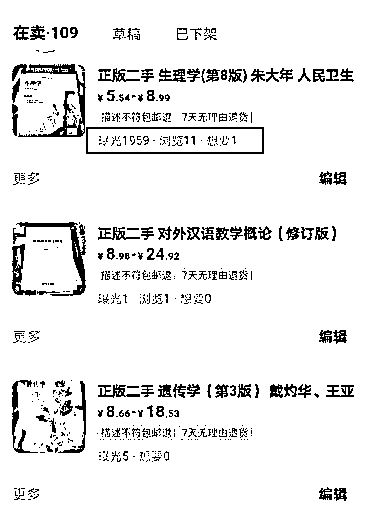 在卖·109 草稿 已下架
正版二手 生理学(第8版) 朱大年 人民卫生
¥5.54-¥8.99
描述不符包邮退 7天无理由退货
曝光1959 · 浏览11 · 想要1
更多 编辑
正版二手 对外汉语教学概论（修订版）
¥8.98-¥24.92
描述不符包邮退 7天无理由退货
曝光1 · 浏览1 · 想要0
更多 编辑
正版二手 遗传学（第3版） 戴灼华、王亚
¥8.66-¥18.53
描述不符包邮退 7天无理由退货
曝光5 · 想要0
更多 编辑